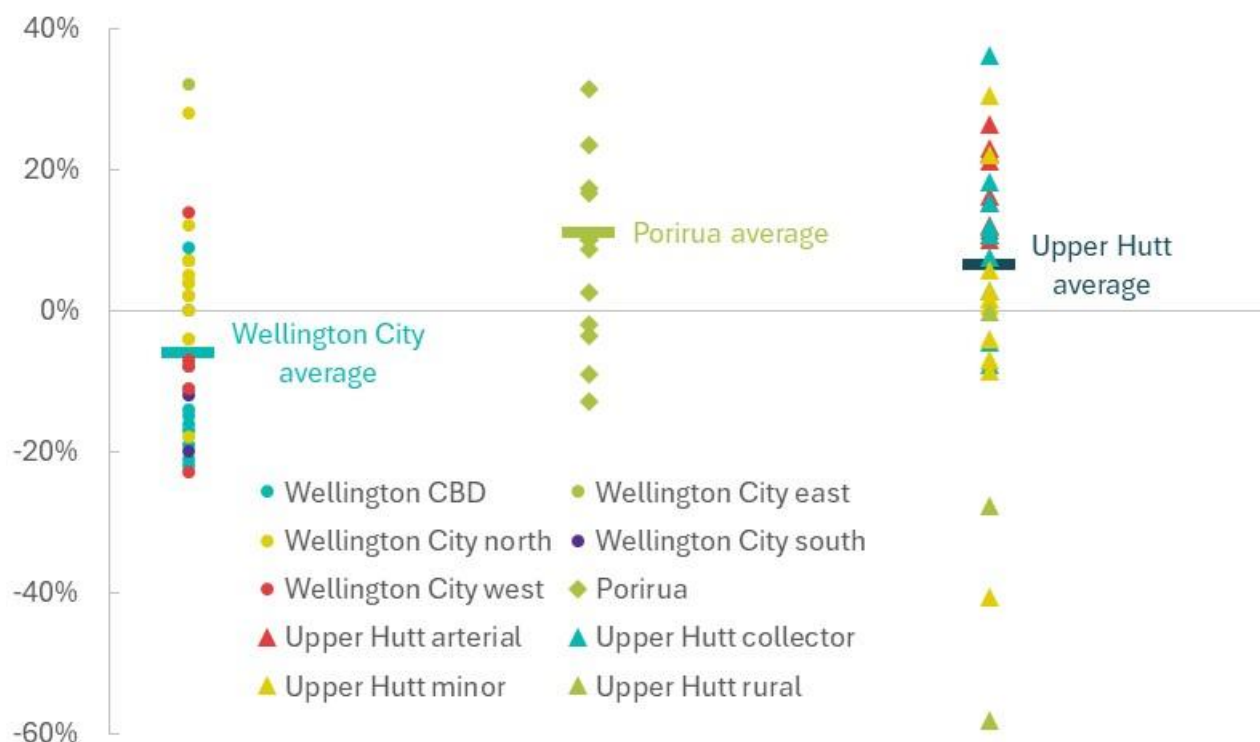 40%
20%
0%
-20%
-40%
-60%
Wellington City
average
Porirua average
Upper Hutt
average
Wellington CBD
Wellington City east
Wellington City north
Wellington City south
Wellington City west
Porirua
Upper Hutt arterial
Upper Hutt collector
Upper Hutt minor
Upper Hutt rural